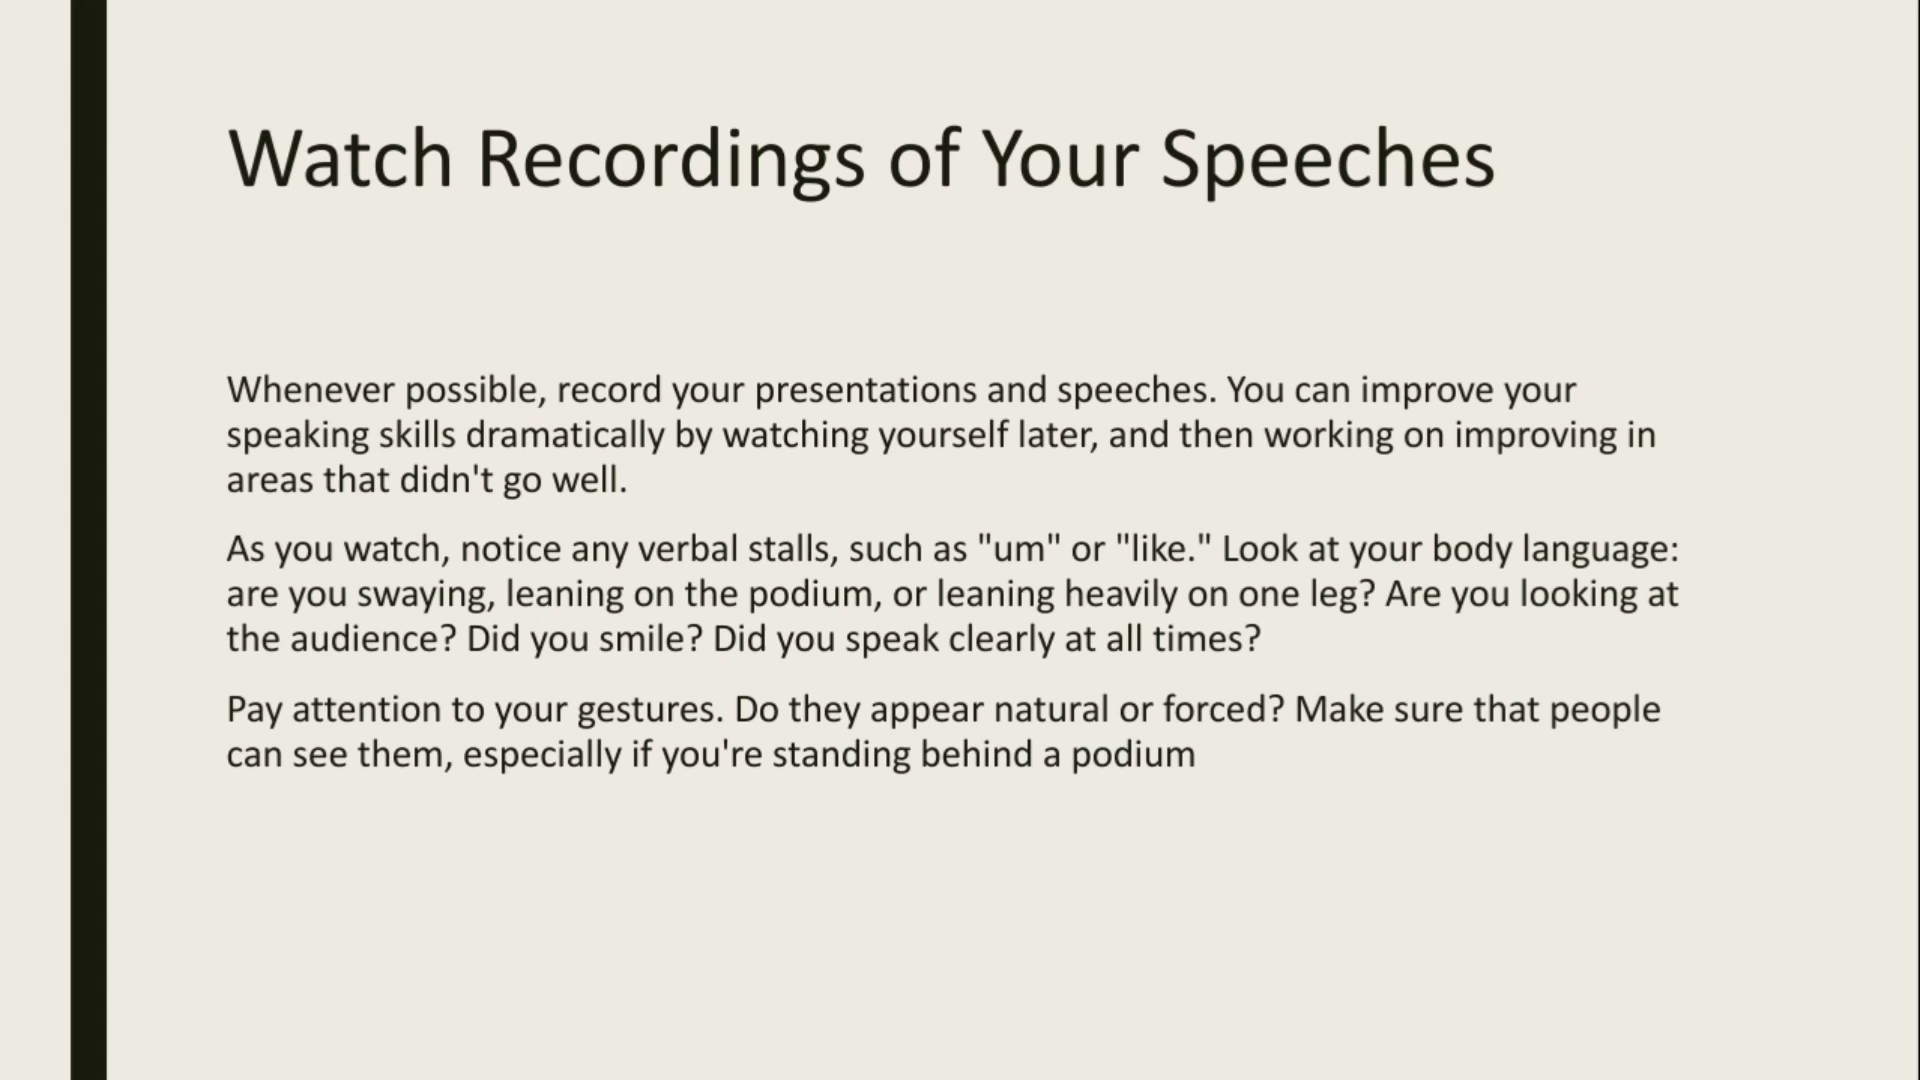 Watch Recordings of Your Speeches
Whenever possible, record your presentations and speeches. You can improve your
speaking skills dramatically by watching yourself later, and then working on improving in
areas that didn't go well.
As you watch, notice any verbal stalls, such as "um" or "like." Look at your body language:
are you swaying, leaning on the podium, or leaning heavily on one leg? Are you looking at
the audience? Did you smile? Did you speak clearly at all times?
Pay attention to your gestures. Do they appear natural or forced? Make sure that people
can see them, especially if you're standing behind a podium